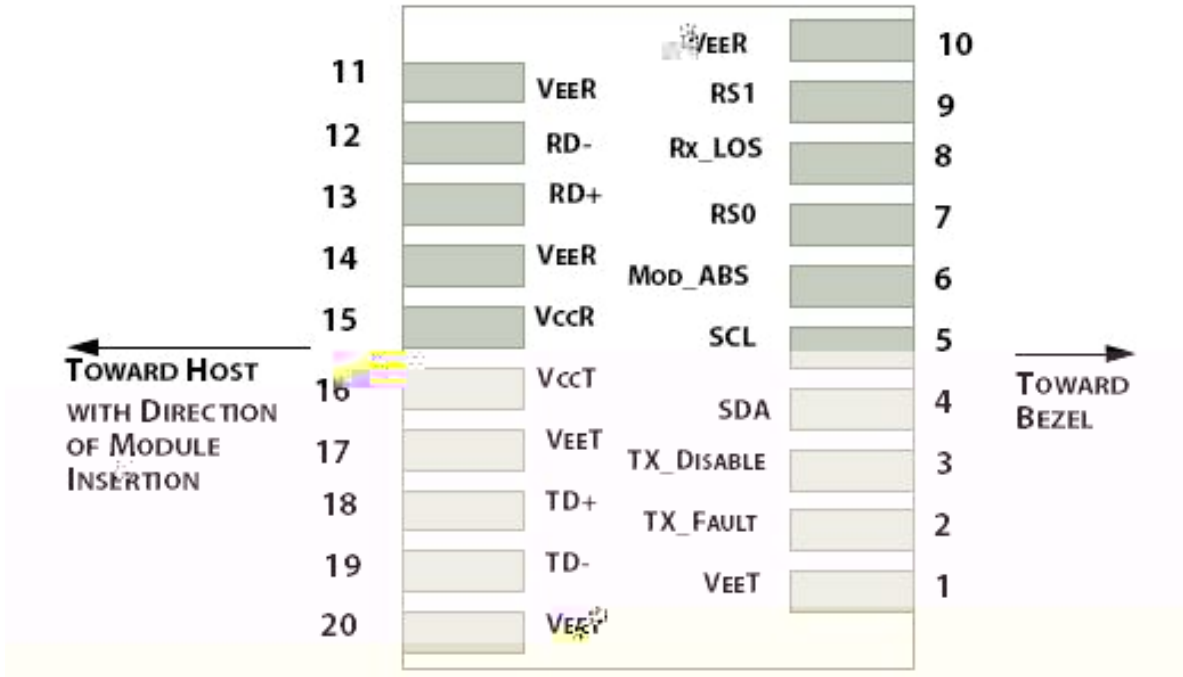 VEER 10
11 VEER
RS1 9
12 RD-
Rx_LOS 8
13 RD+
RS0 7
14 VEER
MOD_ABS 6
15 VCCR
SCL 5
TOWARD HOST
WITH DIRECTION
OF MODULE
INSERTION
TOWARD
BEZEL
16 VCCT
SDA 4
17 VEET
TX_DISABLE 3
18 TD+
TX_FAULT 2
19 TD-
VEET 1
20 VEET